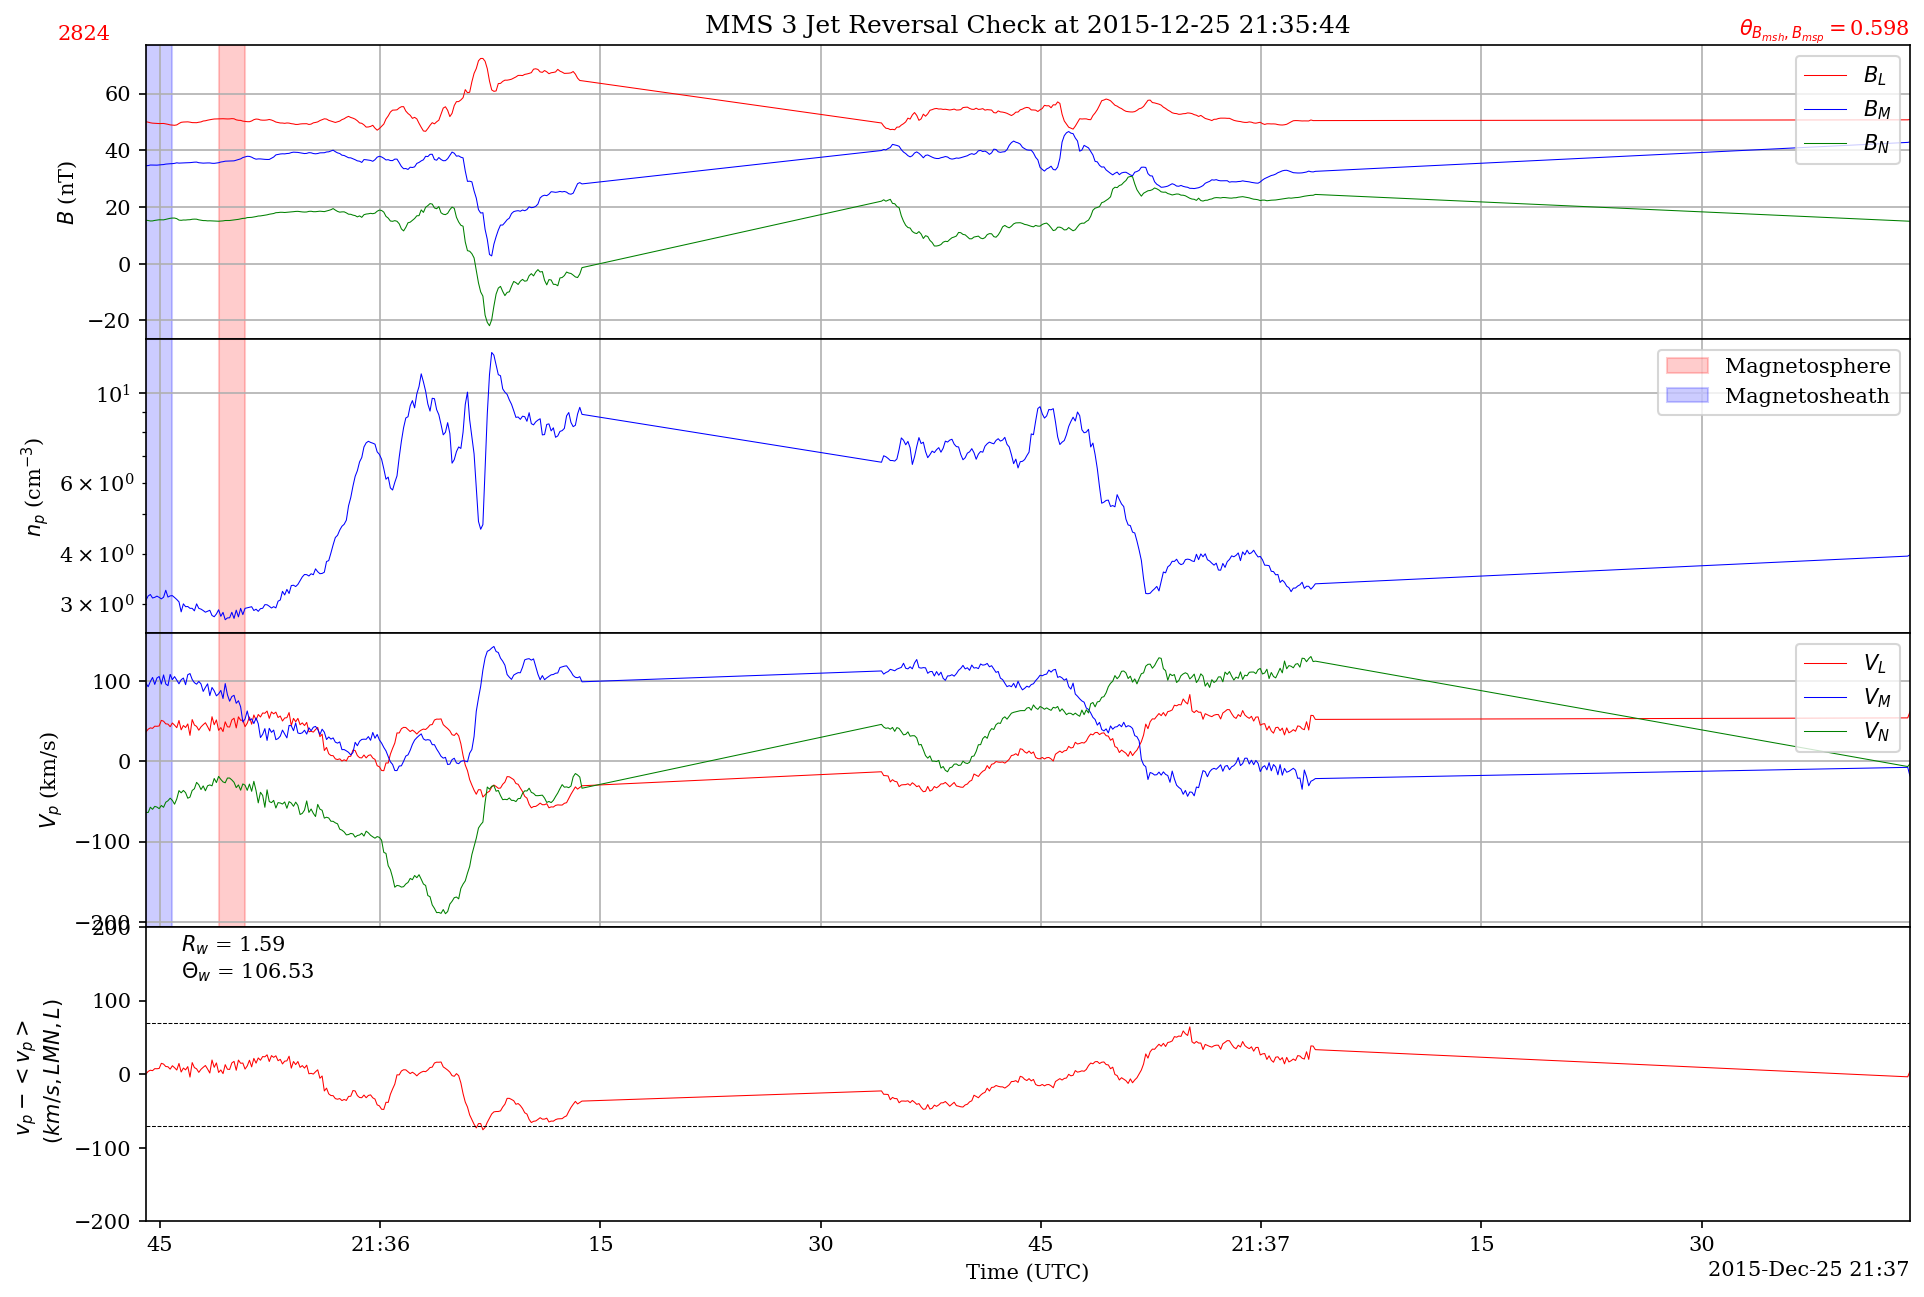 MMS 3 Jet Reversal Check at 2015-12-25 21:35:44
2824
θ_{B_{msh}, B_{msp}} = 0.598
B (nT)
60
40
20
0
−20
B_L
B_M
B_N
n_p (cm^{−3})
10^1
6 × 10^0
4 × 10^0
3 × 10^0
Magnetosphere
Magnetosheath
V_p (km/s)
100
0
−100
−200
V_L
V_M
V_N
v_p − < v_p >
(km/s, LMN, L)
200
100
0
−100
−200
R_w = 1.59
Θ_w = 106.53
45
21:36
15
30
45
21:37
15
30
Time (UTC)
2015-Dec-25 21:37